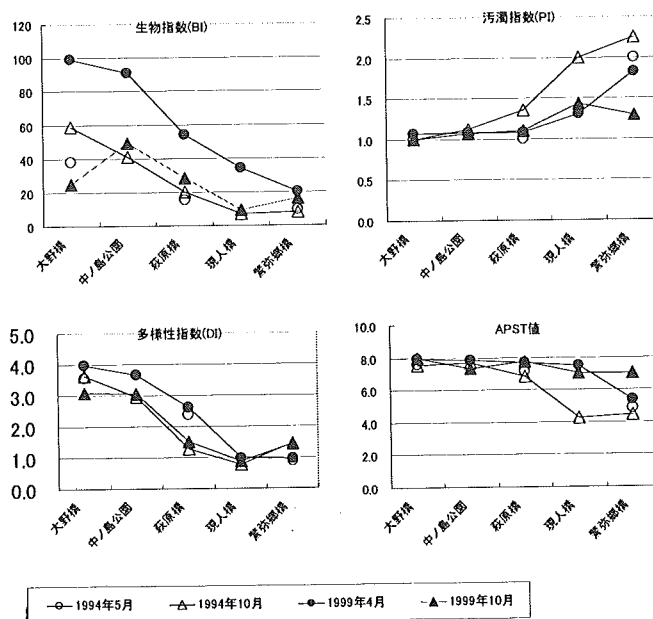 生物指数(BI)
120
100
80
60
40
20
0
大野橋
中ノ島公園
萩原橋
現人橋
警弥郷橋
汚濁指数(PI)
2.5
2.0
1.5
1.0
0.5
0.0
大野橋
中ノ島公園
萩原橋
現人橋
警弥郷橋
多様性指数(DI)
5.0
4.0
3.0
2.0
1.0
0.0
大野橋
中ノ島公園
萩原橋
現人橋
警弥郷橋
APST値
10.0
8.0
6.0
4.0
2.0
0.0
大野橋
中ノ島公園
萩原橋
現人橋
警弥郷橋
1994年5月 1994年10月 1999年4月 1999年10月